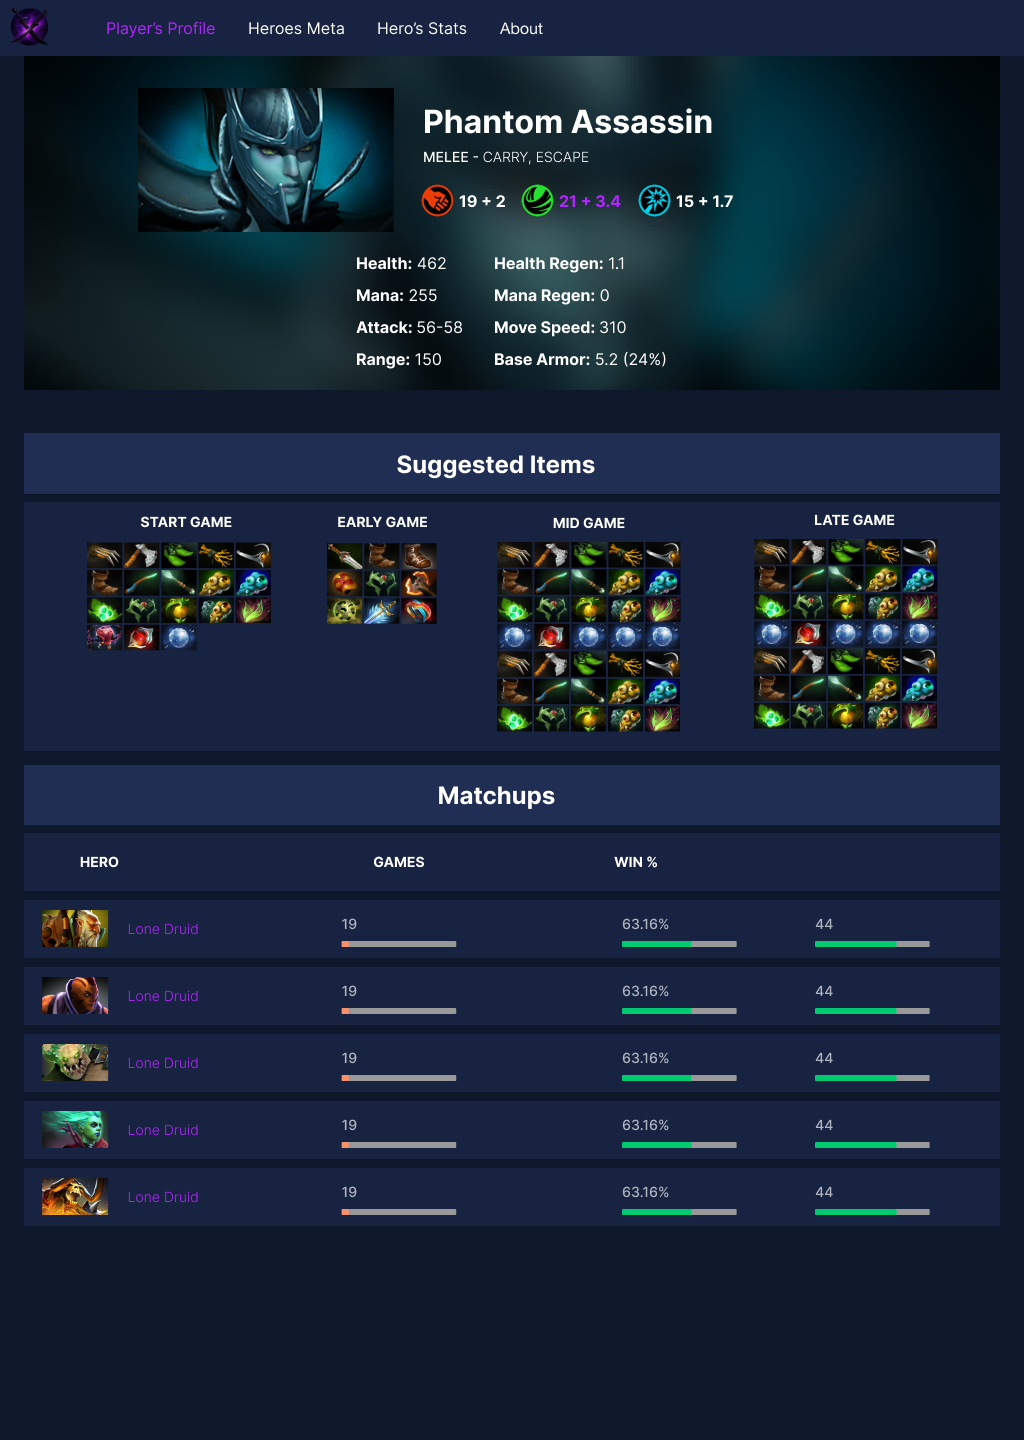 Player’s Profile Heroes Meta Hero’s Stats About
Phantom Assassin
MELEE - CARRY, ESCAPE
19 + 2 21 + 3.4 15 + 1.7
Health: 462 Health Regen: 1.1
Mana: 255 Mana Regen: 0
Attack: 56-58 Move Speed: 310
Range: 150 Base Armor: 5.2 (24%)
Suggested Items
START GAME EARLY GAME MID GAME LATE GAME
Matchups
HERO GAMES WIN %
Lone Druid 19 63.16% 44
Lone Druid 19 63.16% 44
Lone Druid 19 63.16% 44
Lone Druid 19 63.16% 44
Lone Druid 19 63.16% 44